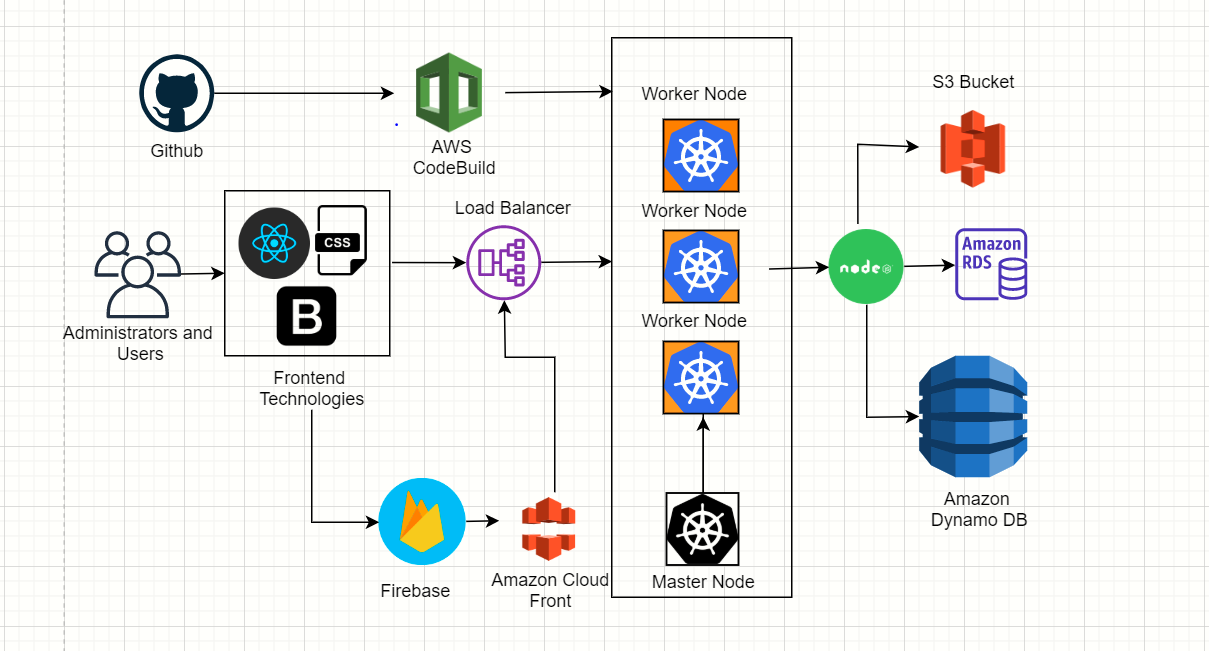 Github
AWS
CodeBuild
Worker Node
S3 Bucket
Administrators and
Users
CSS
B
Frontend
Technologies
Load Balancer
Worker Node
Worker Node
node
Amazon
RDS
Firebase
Amazon Cloud
Front
Master Node
Amazon
Dynamo DB